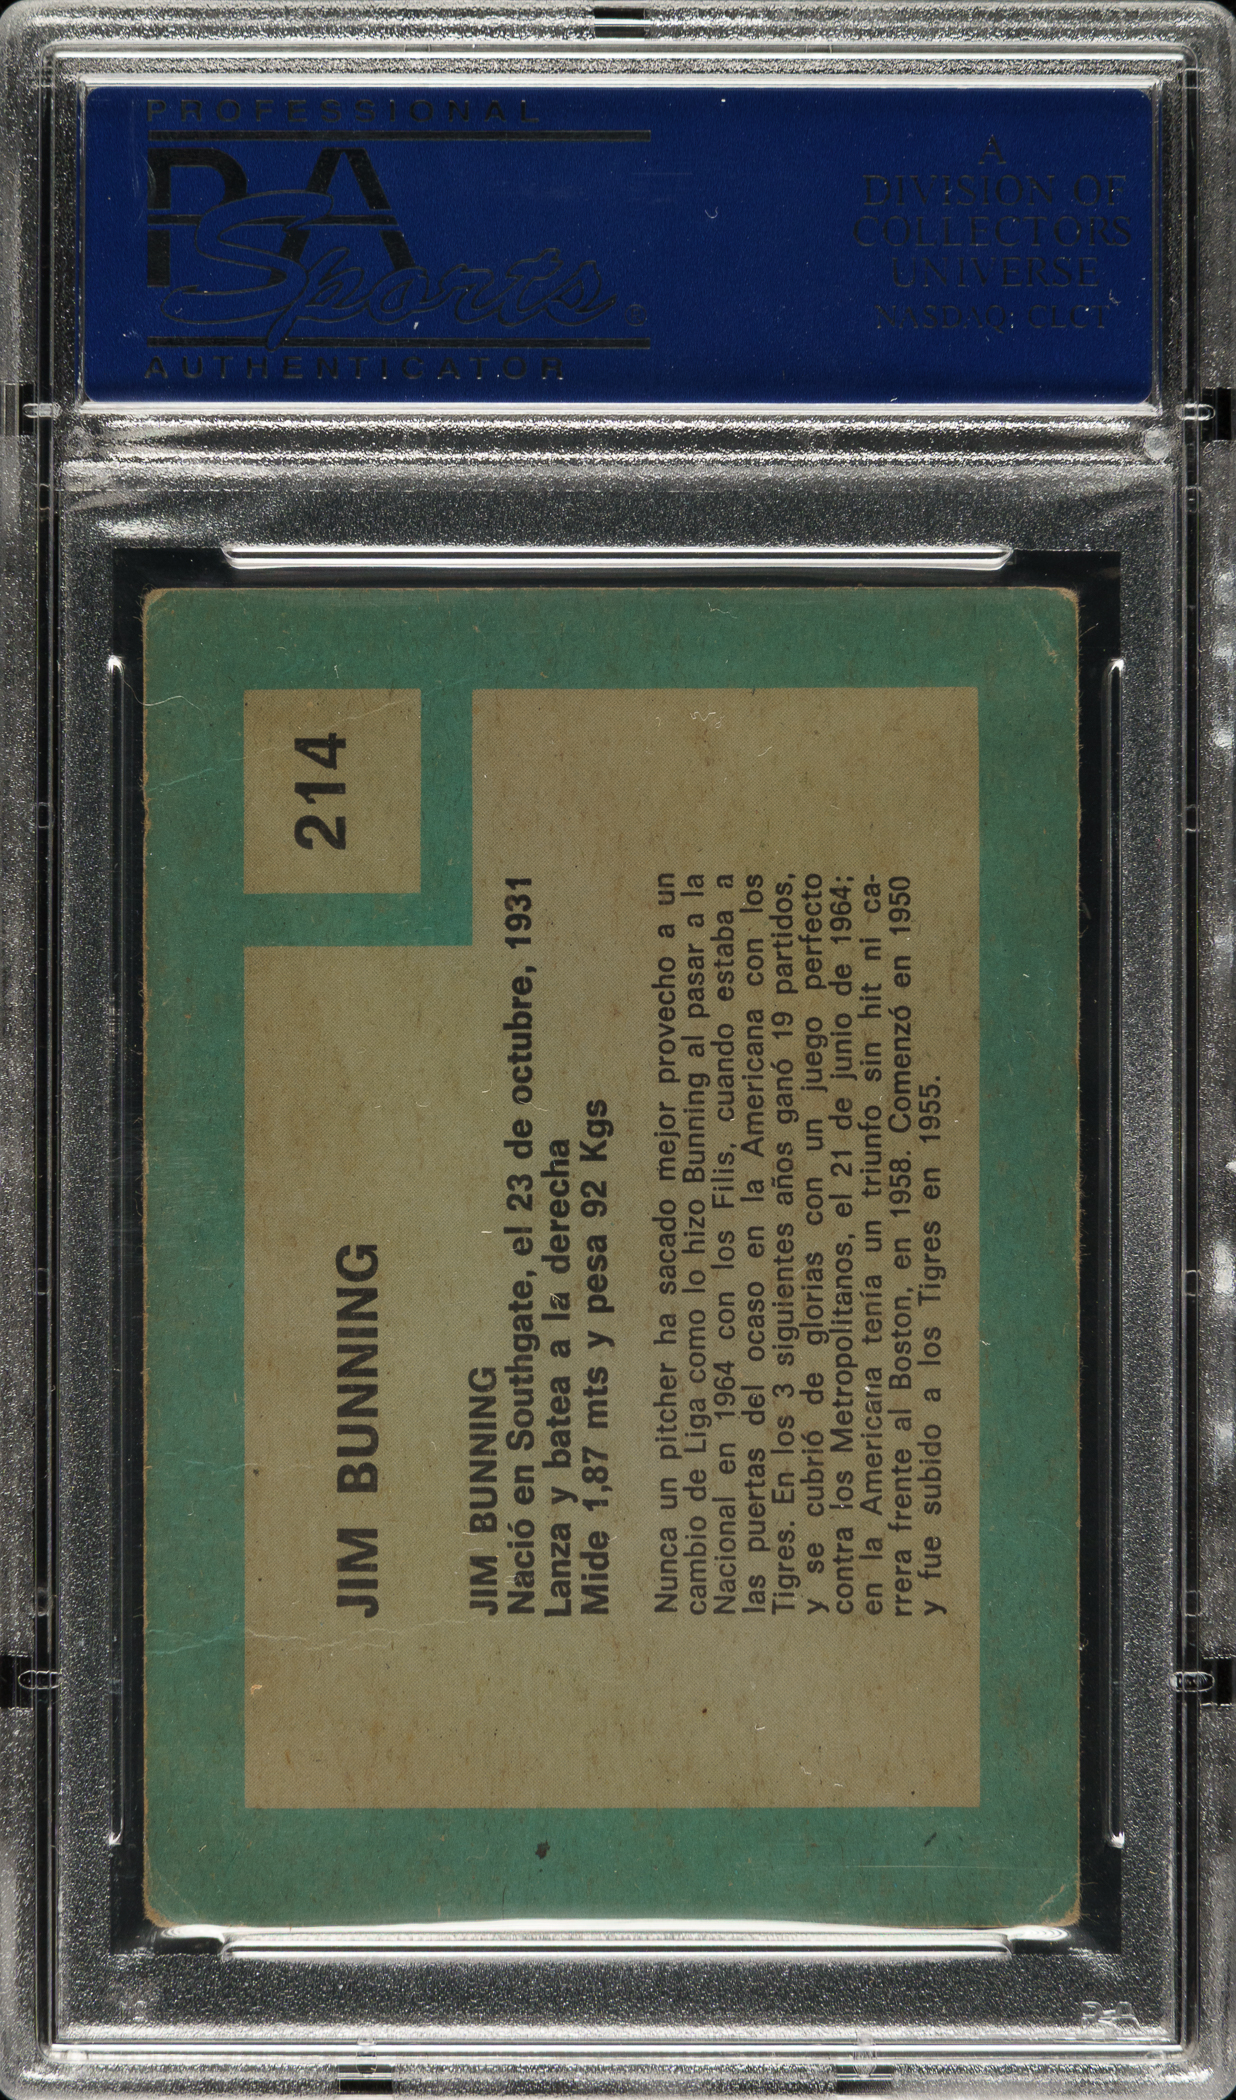 PROFESSIONAL
PSA
Sports®
AUTHENTICATOR
A
DIVISION OF
COLLECTORS
UNIVERSE
NASDAQ: CLCT
214
JIM BUNNING
JIM BUNNING
Nació en Southgate, el 23 de octubre, 1931
Lanza y batea a la derecha
Mide 1,87 mts y pesa 92 Kgs
Nunca un pitcher ha sacado mejor provecho a un
cambio de Liga como lo hizo Bunning al pasar a la
Nacional en 1964 con los Filis, cuando estaba a
las puertas del ocaso en la Americana con los
Tigres. En los 3 siguientes años ganó 19 partidos,
y se cubrió de glorias con un juego perfecto
contra los Metropolitanos, el 21 de junio de 1964;
en la Americana tenía un triunfo sin hit ni ca-
rrera frente al Boston, en 1958. Comenzó en 1950
y fue subido a los Tigres en 1955.
PSA